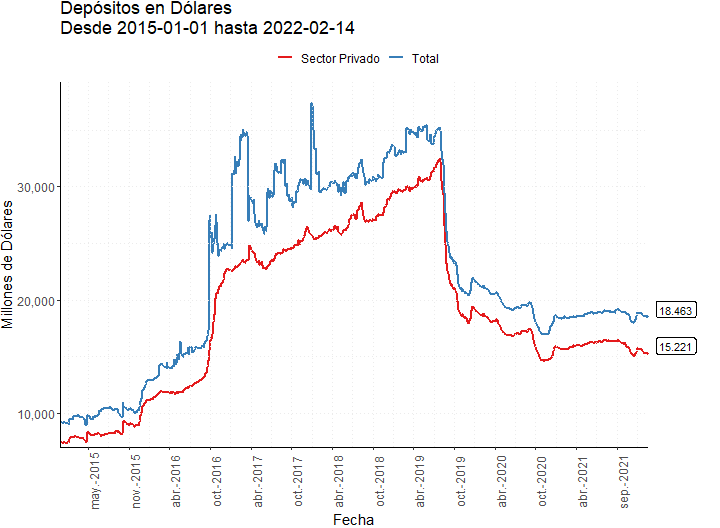 Depósitos en Dólares
Desde 2015-01-01 hasta 2022-02-14
Sector Privado Total
Millones de Dólares
30,000
20,000
10,000
18.463
15.221
may.-2015
nov.-2015
abr.-2016
oct.-2016
abr.-2017
oct.-2017
abr.-2018
oct.-2018
abr.-2019
oct.-2019
abr.-2020
oct.-2020
abr.-2021
sep.-2021
Fecha